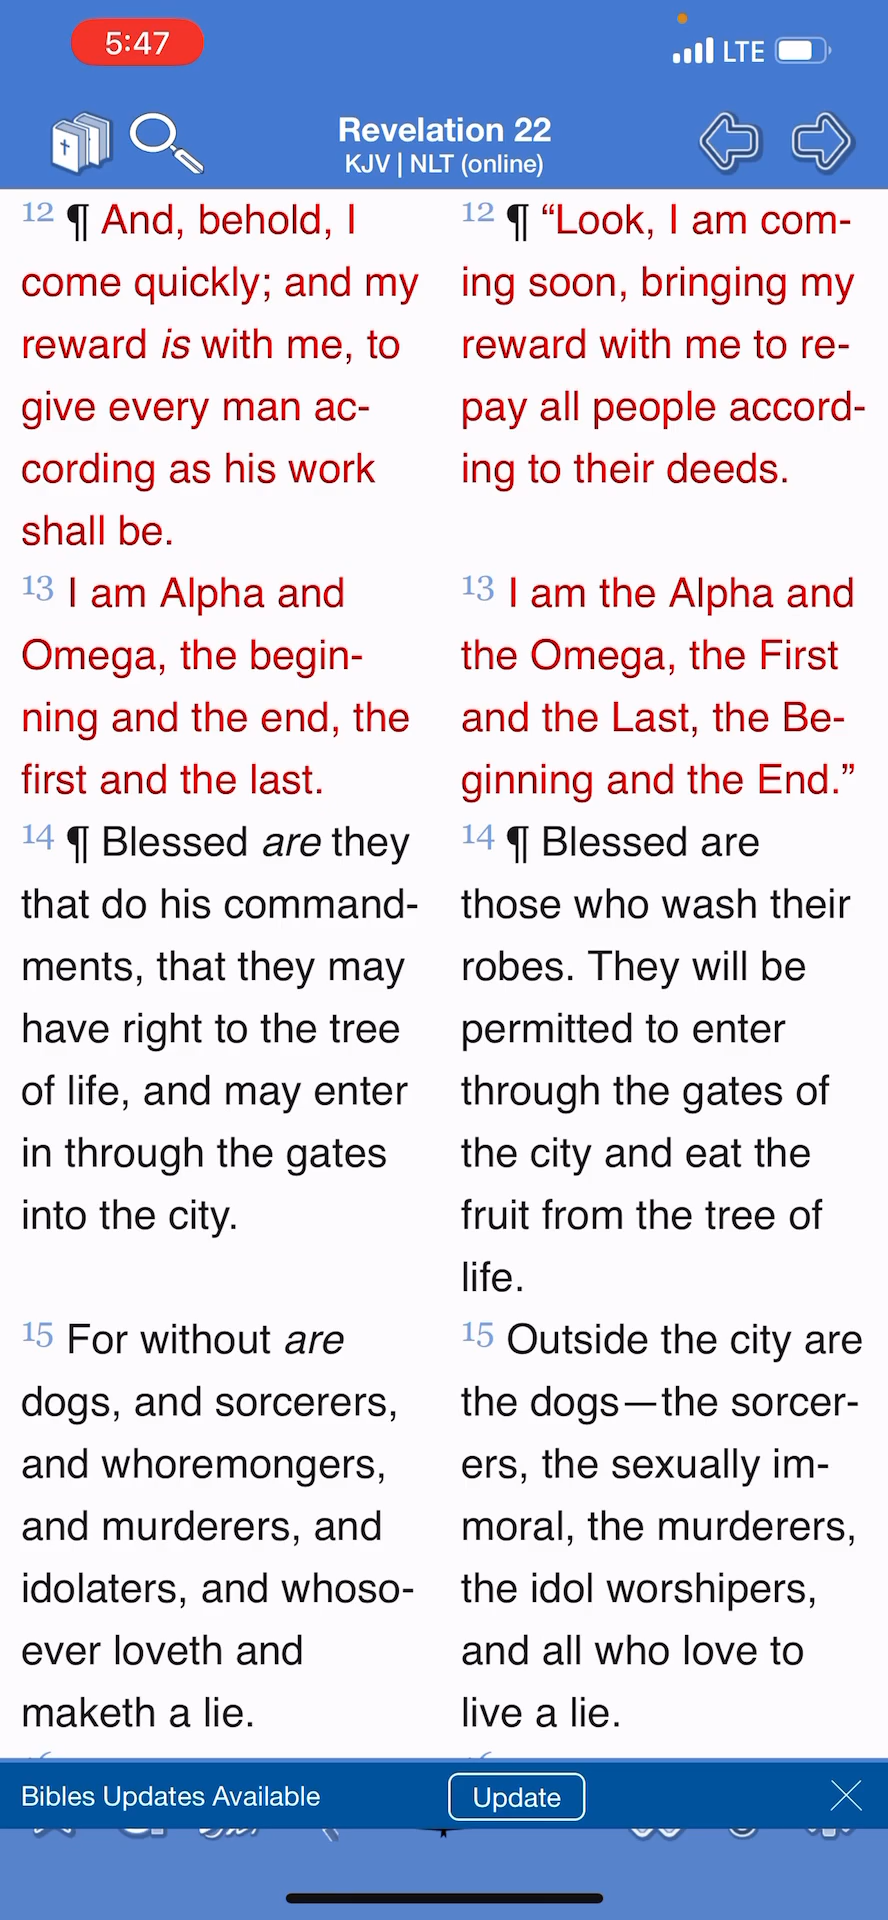 5:47
LTE
Revelation 22
KJV | NLT (online)
12 ¶ And, behold, I
come quickly; and my
reward is with me, to
give every man ac-
cording as his work
shall be.
13 I am Alpha and
Omega, the begin-
ning and the end, the
first and the last.
14 ¶ Blessed are they
that do his command-
ments, that they may
have right to the tree
of life, and may enter
in through the gates
into the city.
15 For without are
dogs, and sorcerers,
and whoremongers,
and murderers, and
idolaters, and whoso-
ever loveth and
maketh a lie.
12 ¶ “Look, I am com-
ing soon, bringing my
reward with me to re-
pay all people accord-
ing to their deeds.
13 I am the Alpha and
the Omega, the First
and the Last, the Be-
ginning and the End.”
14 ¶ Blessed are
those who wash their
robes. They will be
permitted to enter
through the gates of
the city and eat the
fruit from the tree of
life.
15 Outside the city are
the dogs—the sorcer-
ers, the sexually im-
moral, the murderers,
the idol worshipers,
and all who love to
live a lie.
Bibles Updates Available
Update